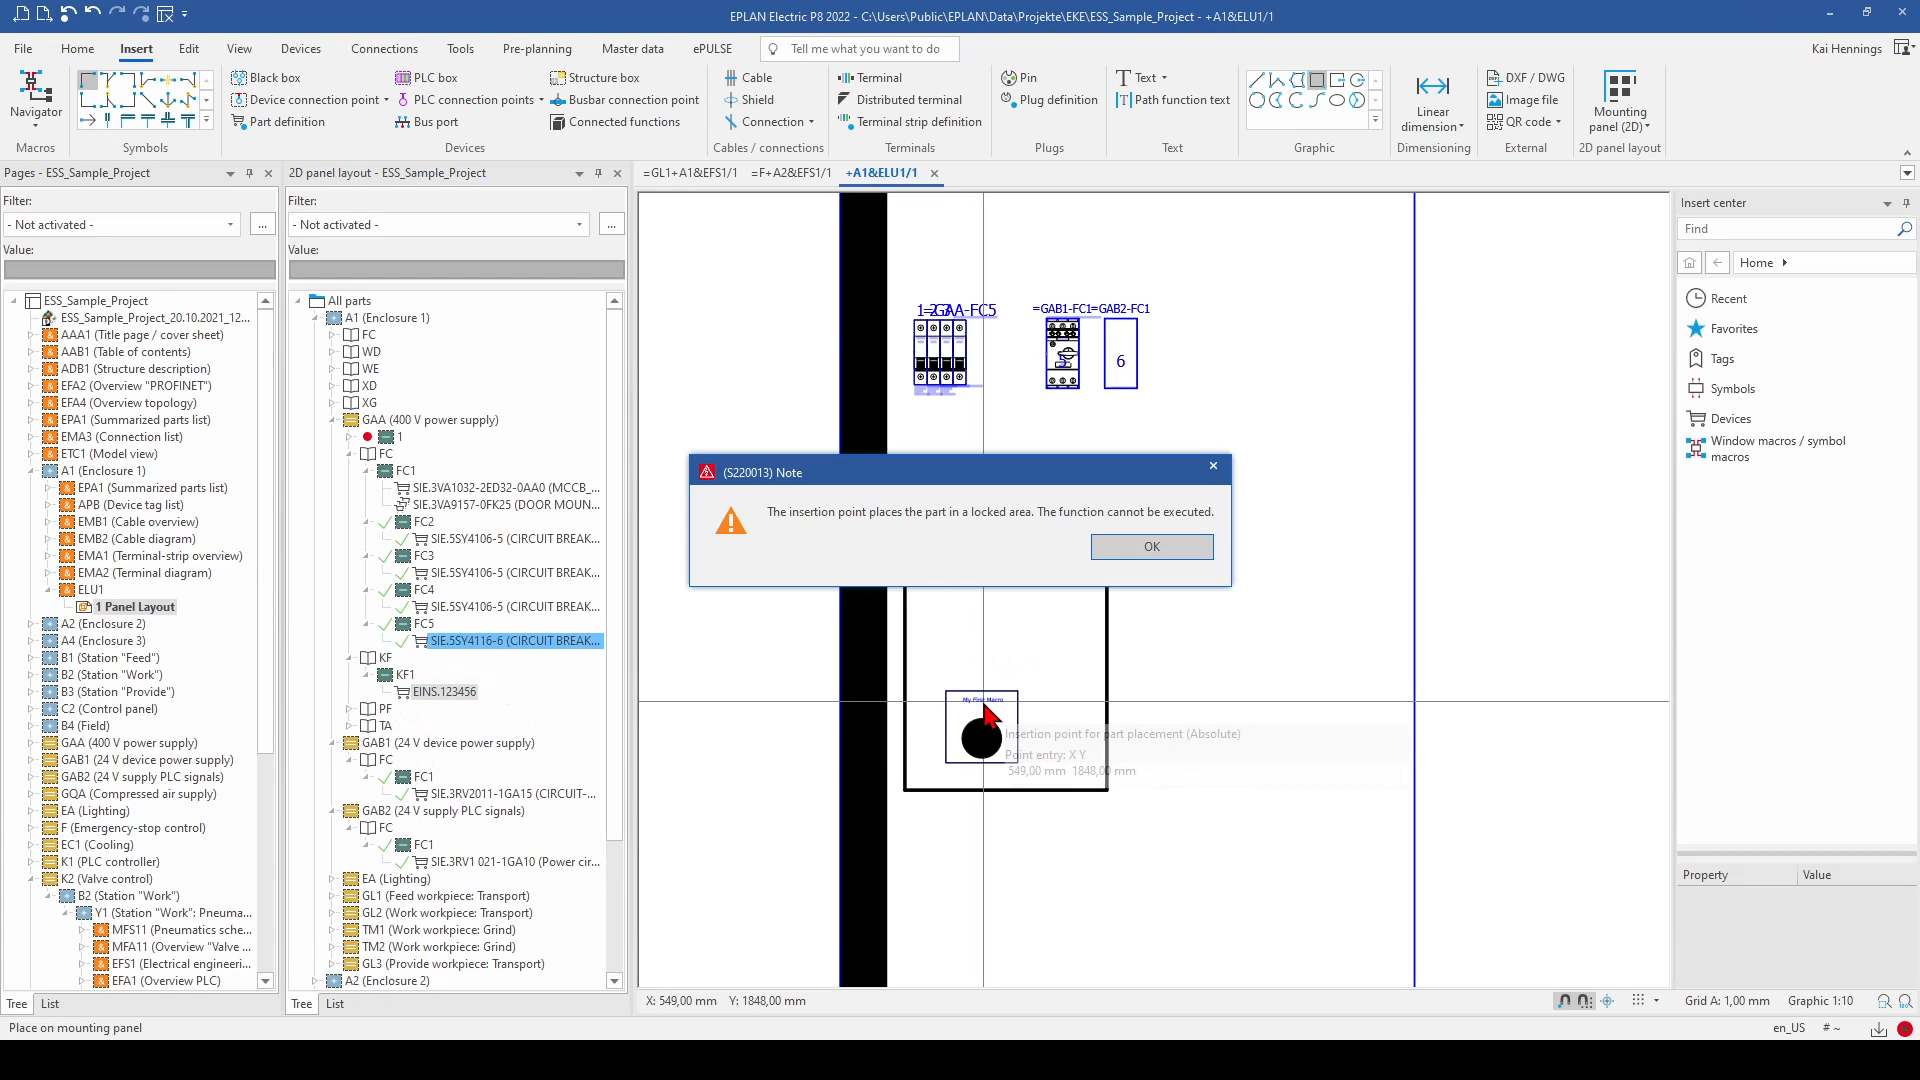 EPLAN Electric P8 2022 - C:\Users\Public\EPLAN\Data\Projekte\EKE\ESS_Sample_Project - +A1&ELU1/1
File Home Insert Edit View Devices Connections Tools Pre-planning Master data ePULSE Tell me what you want to do Kai Hennings
Navigator
Macros
Symbols
Black box PLC box Structure box
Device connection point PLC connection points Busbar connection point
Part definition Bus port Connected functions
Devices
Cable
Shield
Connection
Cables / connections
Terminal
Distributed terminal
Terminal strip definition
Terminals
Pin
Plug definition
Plugs
Text
Path function text
Text
Graphic
Linear dimension
Dimensioning
DXF / DWG
Image file
QR code
External
Mounting panel (2D)
2D panel layout
Pages - ESS_Sample_Project
Filter:
- Not activated -
...
Value:
ESS_Sample_Project
ESS_Sample_Project_20.10.2021_12...
AAA1 (Title page / cover sheet)
AAB1 (Table of contents)
ADB1 (Structure description)
EFA2 (Overview "PROFINET")
EFA4 (Overview topology)
EPA1 (Summarized parts list)
EMA3 (Connection list)
ETC1 (Model view)
A1 (Enclosure 1)
EPA1 (Summarized parts list)
APB (Device tag list)
EMB1 (Cable overview)
EMB2 (Cable diagram)
EMA1 (Terminal-strip overview)
EMA2 (Terminal diagram)
ELU1
1 Panel Layout
A2 (Enclosure 2)
A4 (Enclosure 3)
B1 (Station "Feed")
B2 (Station "Work")
B3 (Station "Provide")
C2 (Control panel)
B4 (Field)
GAA (400 V power supply)
GAB1 (24 V device power supply)
GAB2 (24 V supply PLC signals)
GQA (Compressed air supply)
EA (Lighting)
F (Emergency-stop control)
EC1 (Cooling)
K1 (PLC controller)
K2 (Valve control)
B2 (Station "Work")
Y1 (Station "Work": Pneuma...
MFS11 (Pneumatics sche...
MFA11 (Overview "Valve ...
EFS1 (Electrical engineeri...
EFA1 (Overview PLC)
Tree List
2D panel layout - ESS_Sample_Project
Filter:
- Not activated -
...
Value:
All parts
A1 (Enclosure 1)
FC
WD
WE
XD
XG
GAA (400 V power supply)
1
FC
FC1
SIE.3VA1032-2ED32-0AA0 (MCCB_...
SIE.3VA9157-0FK25 (DOOR MOUN...
FC2
SIE.5SY4106-5 (CIRCUIT BREAK...
FC3
SIE.5SY4106-5 (CIRCUIT BREAK...
FC4
SIE.5SY4106-5 (CIRCUIT BREAK...
FC5
SIE.5SY4116-6 (CIRCUIT BREAK...
KF
KF1
EINS.123456
PF
TA
GAB1 (24 V device power supply)
FC
FC1
SIE.3RV2011-1GA15 (CIRCUIT-...
GAB2 (24 V supply PLC signals)
FC
FC1
SIE.3RV1 021-1GA10 (Power cir...
EA (Lighting)
GL1 (Feed workpiece: Transport)
GL2 (Work workpiece: Transport)
TM1 (Work workpiece: Grind)
TM2 (Work workpiece: Grind)
GL3 (Provide workpiece: Transport)
A2 (Enclosure 2)
Tree List
=GL1+A1&EFS1/1 =F+A2&EFS1/1 +A1&ELU1/1
=GAB1-FC1=GAB2-FC1
6
(S220013) Note
The insertion point places the part in a locked area. The function cannot be executed.
OK
My First Macro
Insertion point for part placement (Absolute)
Point entry: X Y
549,00 mm 1848,00 mm
X: 549,00 mm Y: 1848,00 mm
Grid A: 1,00 mm Graphic 1:10
Insert center
Find
Home
Recent
Favorites
Tags
Symbols
Devices
Window macros / symbol
macros
Property Value
Place on mounting panel
en_US # ~